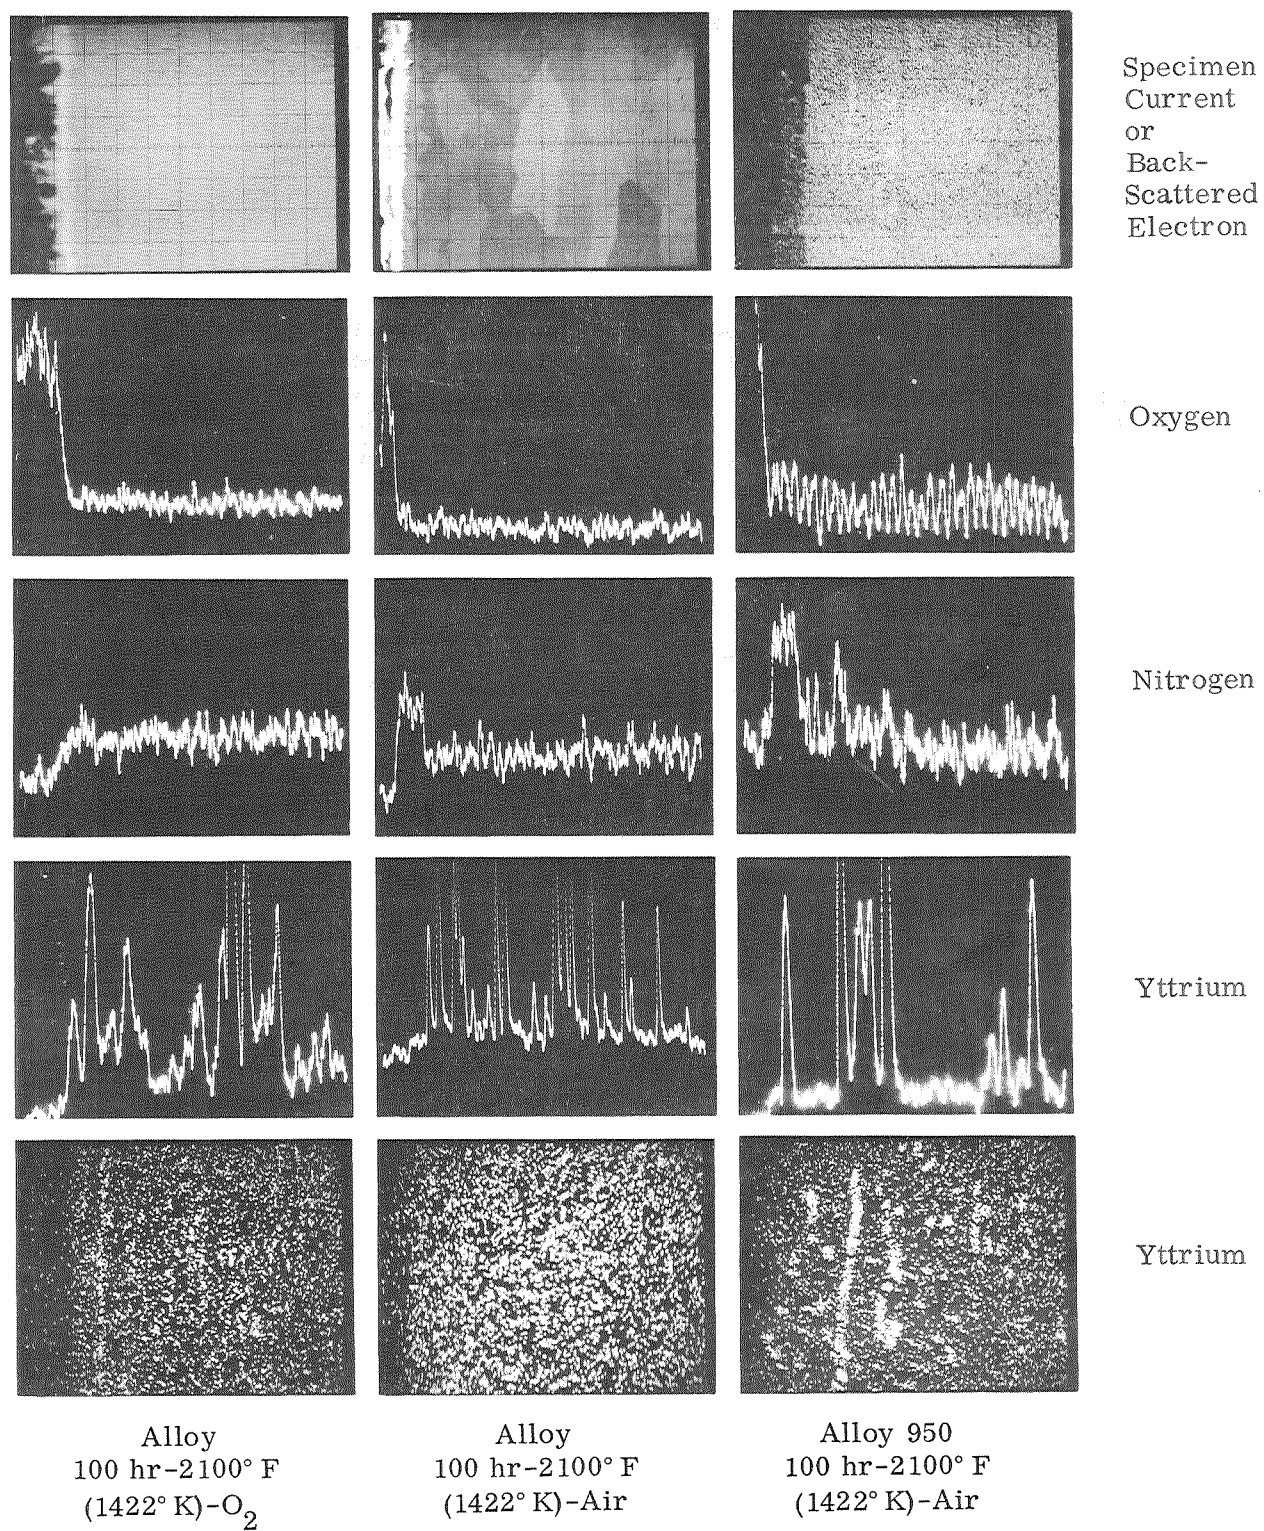 Specimen
Current
or
Back-
Scattered
Electron
Oxygen
Nitrogen
Yttrium
Yttrium
Alloy
100 hr-2100° F
(1422° K)-O2
Alloy
100 hr-2100° F
(1422° K)-Air
Alloy 950
100 hr-2100° F
(1422° K)-Air